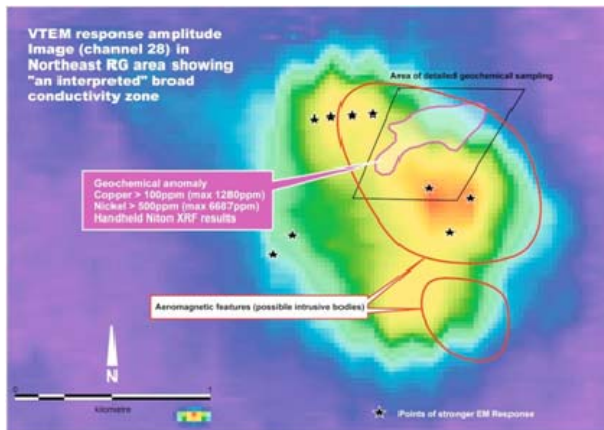 VTEM response amplitude
Image (channel 28) in
Northeast RG area showing
"an interpreted" broad
conductivity zone
Area of detailed geochemical sampling
Geochemical anomaly
Copper > 100ppm (max 1280ppm)
Nickel > 500ppm (max 6687ppm)
Handheld Niton XRF results
Aeromagnetic features (possible intrusive bodies)
N
0 1
kilometre
Points of stronger EM Response